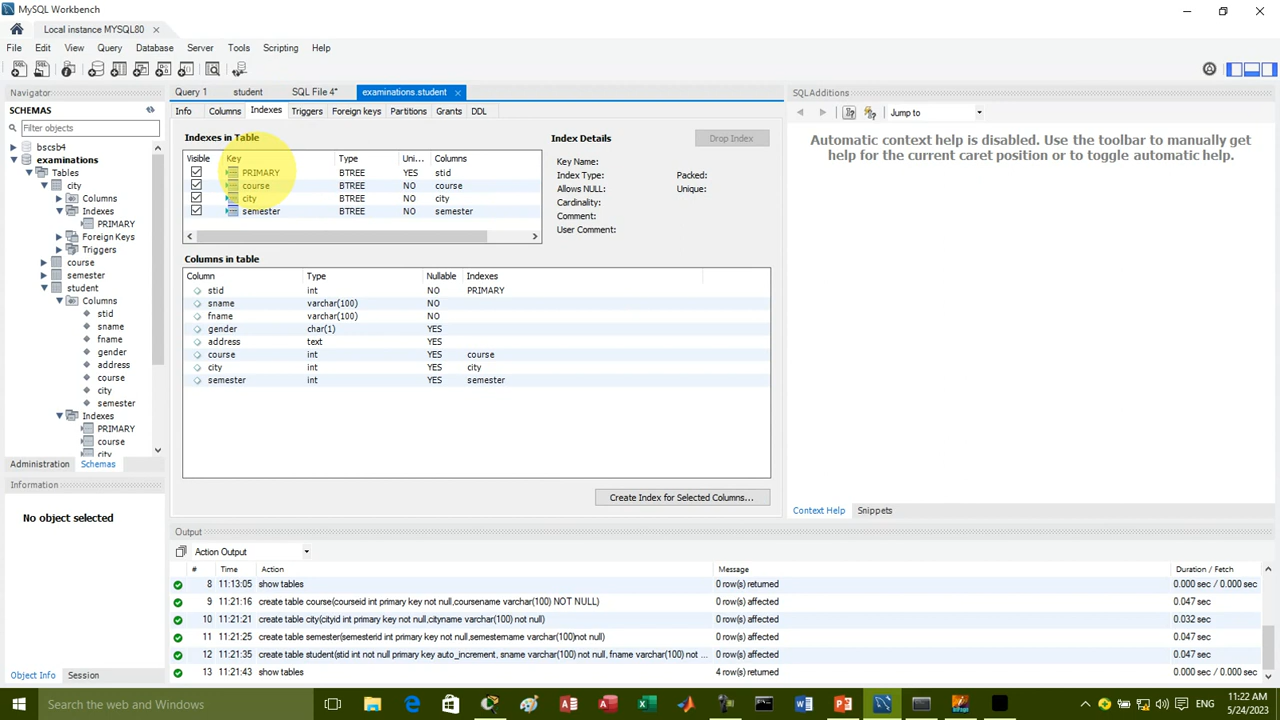 MySQL Workbench
Local instance MYSQL80
File Edit View Query Database Server Tools Scripting Help
Navigator
SCHEMAS
Filter objects
bscsb4
examinations
Tables
city
Columns
Indexes
PRIMARY
Foreign Keys
Triggers
course
semester
student
Columns
stid
sname
fname
gender
address
course
city
semester
Indexes
PRIMARY
course
city
Administration Schemas
Information
No object selected
Object Info Session
Query 1 student SQL File 4* examinations.student
Info Columns Indexes Triggers Foreign keys Partitions Grants DDL
Indexes in Table
Visible Key Type Uni... Columns
PRIMARY BTREE YES stid
course BTREE NO course
city BTREE NO city
semester BTREE NO semester
Index Details
Drop Index
Key Name:
Index Type: Packed:
Allows NULL: Unique:
Cardinality:
Comment:
User Comment:
Columns in table
Column Type Nullable Indexes
stid int NO PRIMARY
sname varchar(100) NO
fname varchar(100) NO
gender char(1) YES
address text YES
course int YES course
city int YES city
semester int YES semester
Create Index for Selected Columns...
SQLAdditions
Jump to
Automatic context help is disabled. Use the toolbar to manually get
help for the current caret position or to toggle automatic help.
Context Help Snippets
Output
Action Output
# Time Action Message Duration / Fetch
8 11:13:05 show tables 0 row(s) returned 0.000 sec / 0.000 sec
9 11:21:16 create table course(courseid int primary key not null,coursename varchar(100) NOT NULL) 0 row(s) affected 0.047 sec
10 11:21:21 create table city(cityid int primary key not null,cityname varchar(100) not null) 0 row(s) affected 0.032 sec
11 11:21:25 create table semester(semesterid int primary key not null,semestername varchar(100)not null) 0 row(s) affected 0.047 sec
12 11:21:35 create table student(stid int not null primary key auto_increment, sname varchar(100) not null, fname varchar(100) not ... 0 row(s) affected 0.047 sec
13 11:21:43 show tables 4 row(s) returned 0.000 sec / 0.000 sec
Search the web and Windows
11:22 AM
5/24/2023